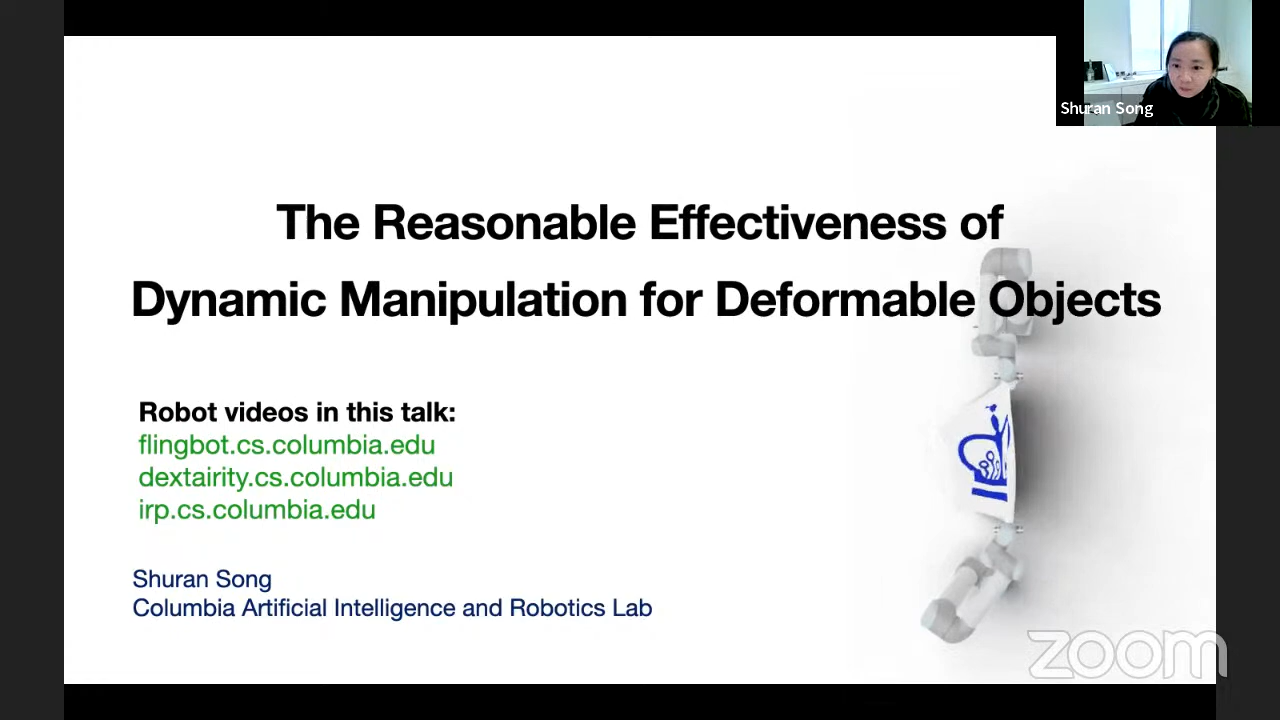 Shuran Song
The Reasonable Effectiveness of
Dynamic Manipulation for Deformable Objects
Robot videos in this talk:
flingbot.cs.columbia.edu
dextairity.cs.columbia.edu
irp.cs.columbia.edu
Shuran Song
Columbia Artificial Intelligence and Robotics Lab
zoom